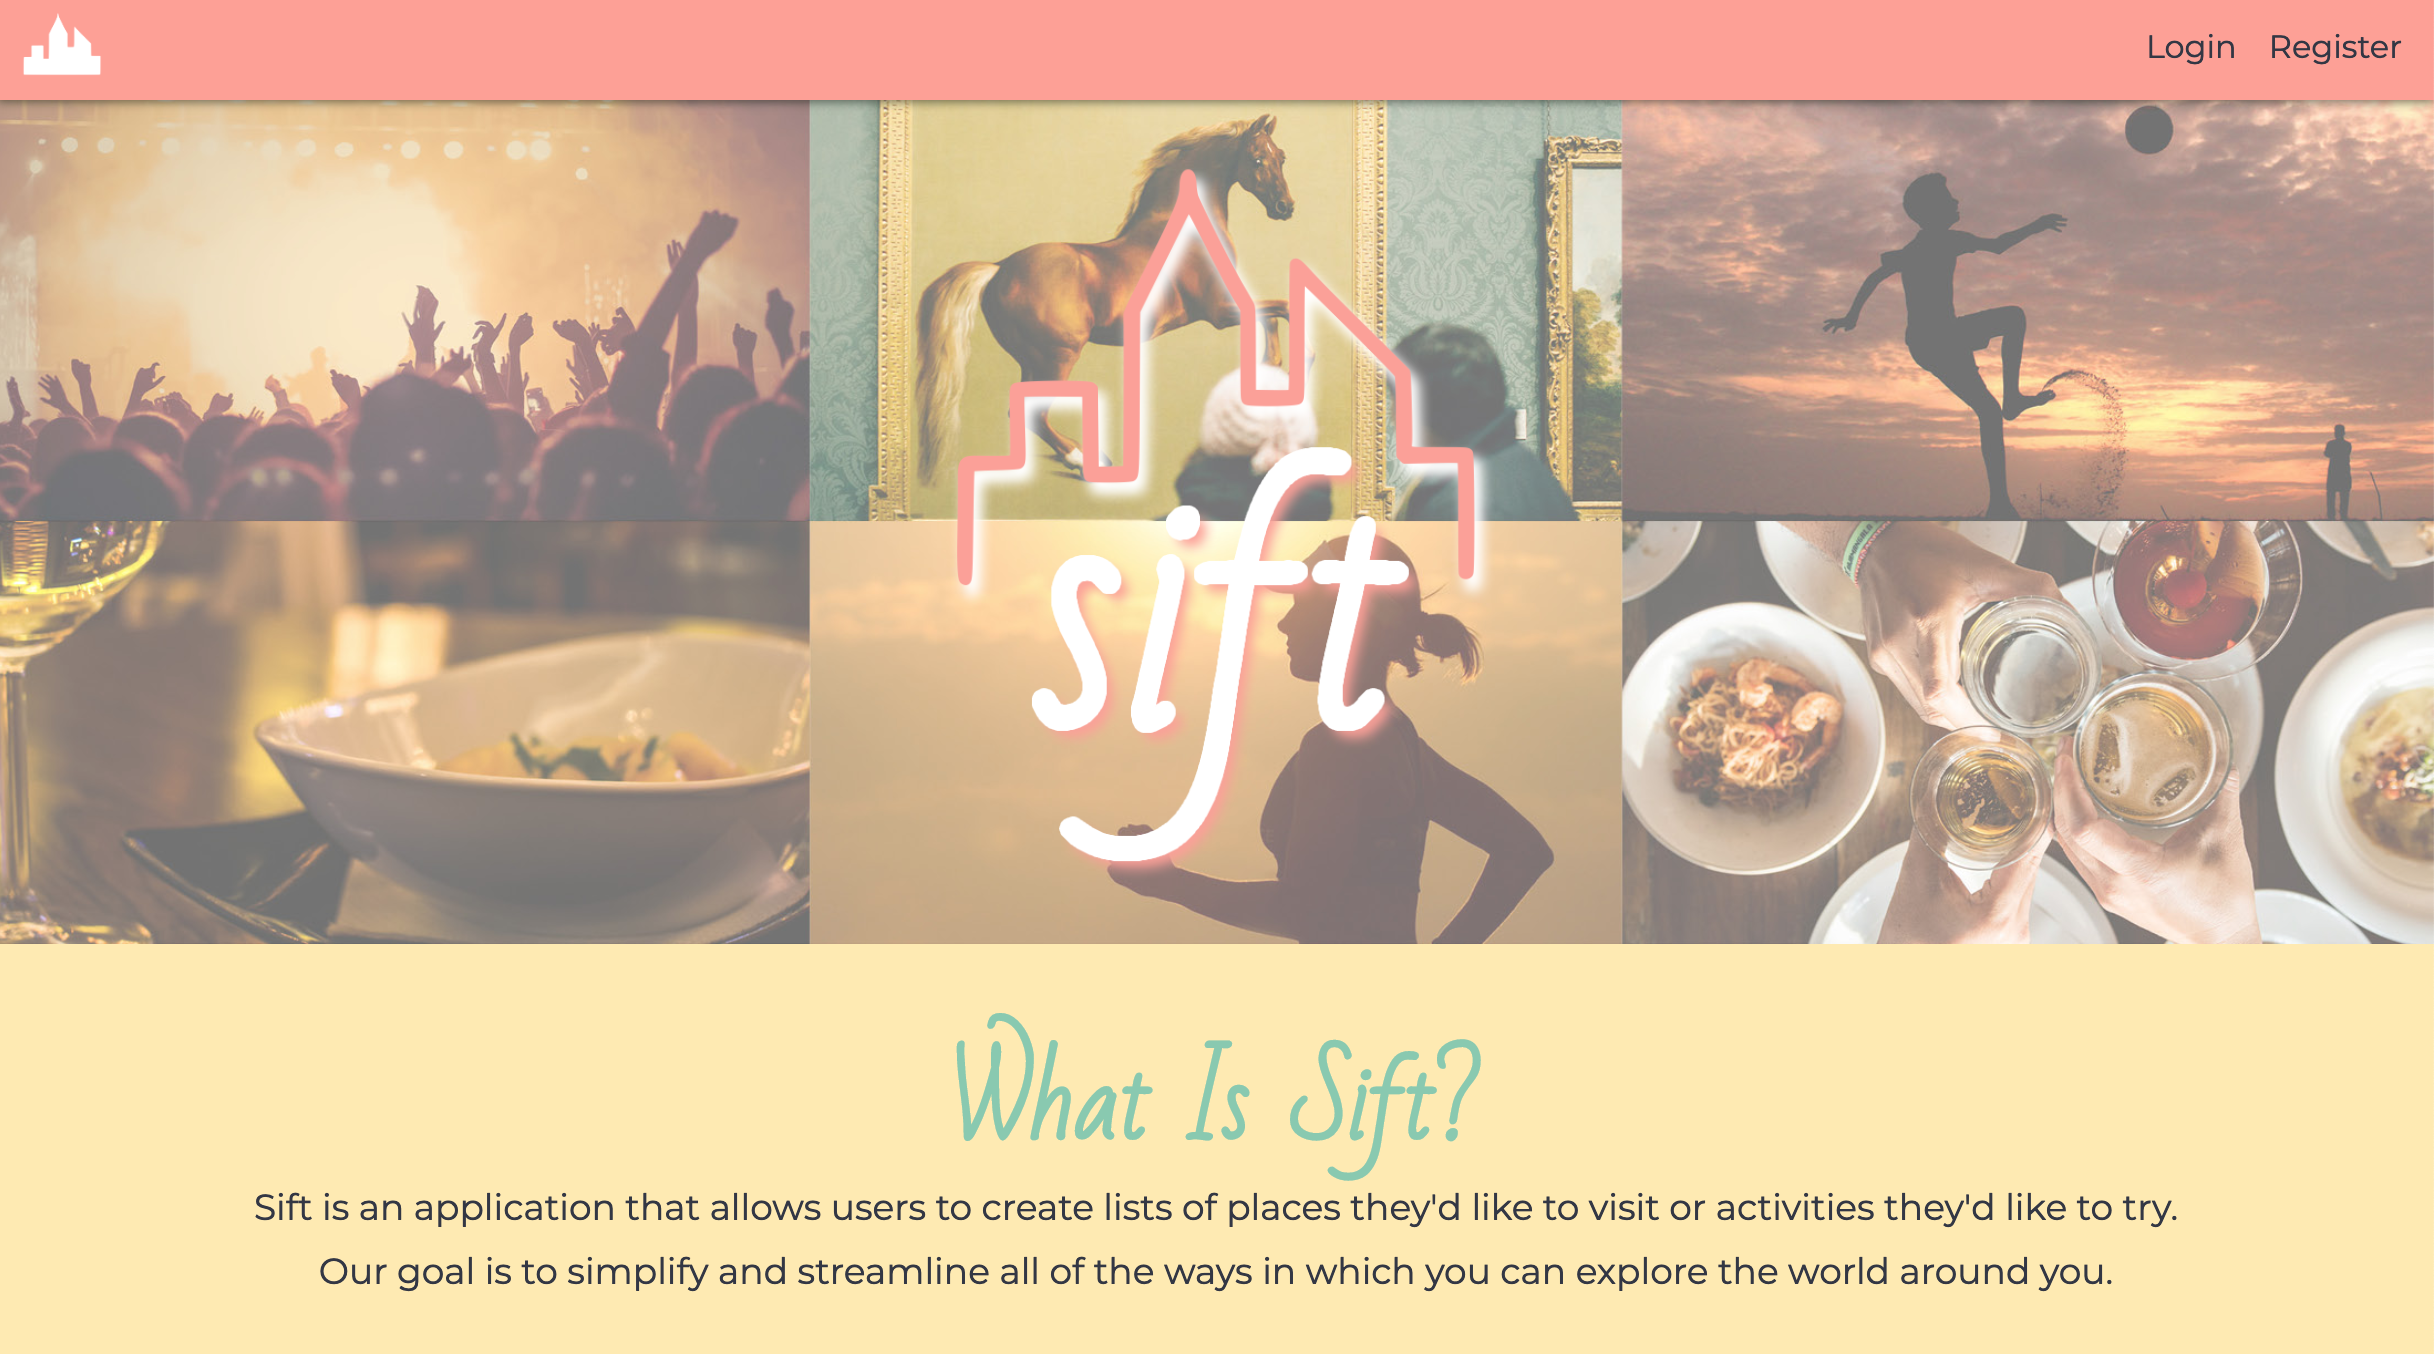 Login Register
sift
What Is Sift?
Sift is an application that allows users to create lists of places they'd like to visit or activities they'd like to try.
Our goal is to simplify and streamline all of the ways in which you can explore the world around you.